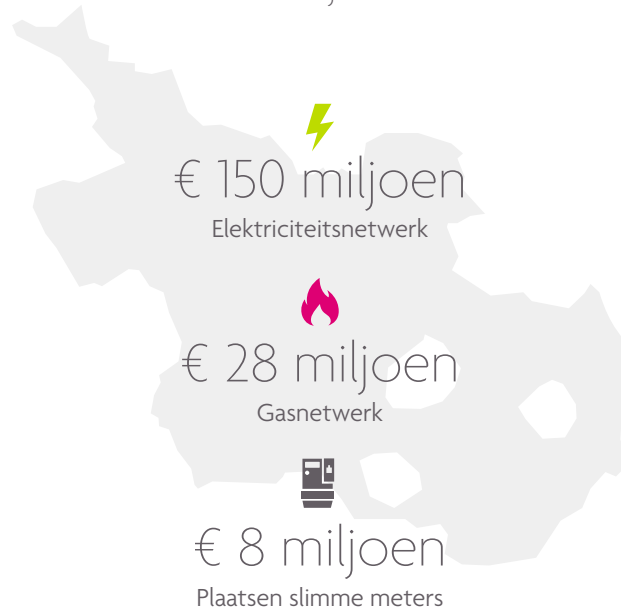 € 150 miljoen
Elektriciteitsnetwerk
€ 28 miljoen
Gasnetwerk
€ 8 miljoen
Plaatsen slimme meters